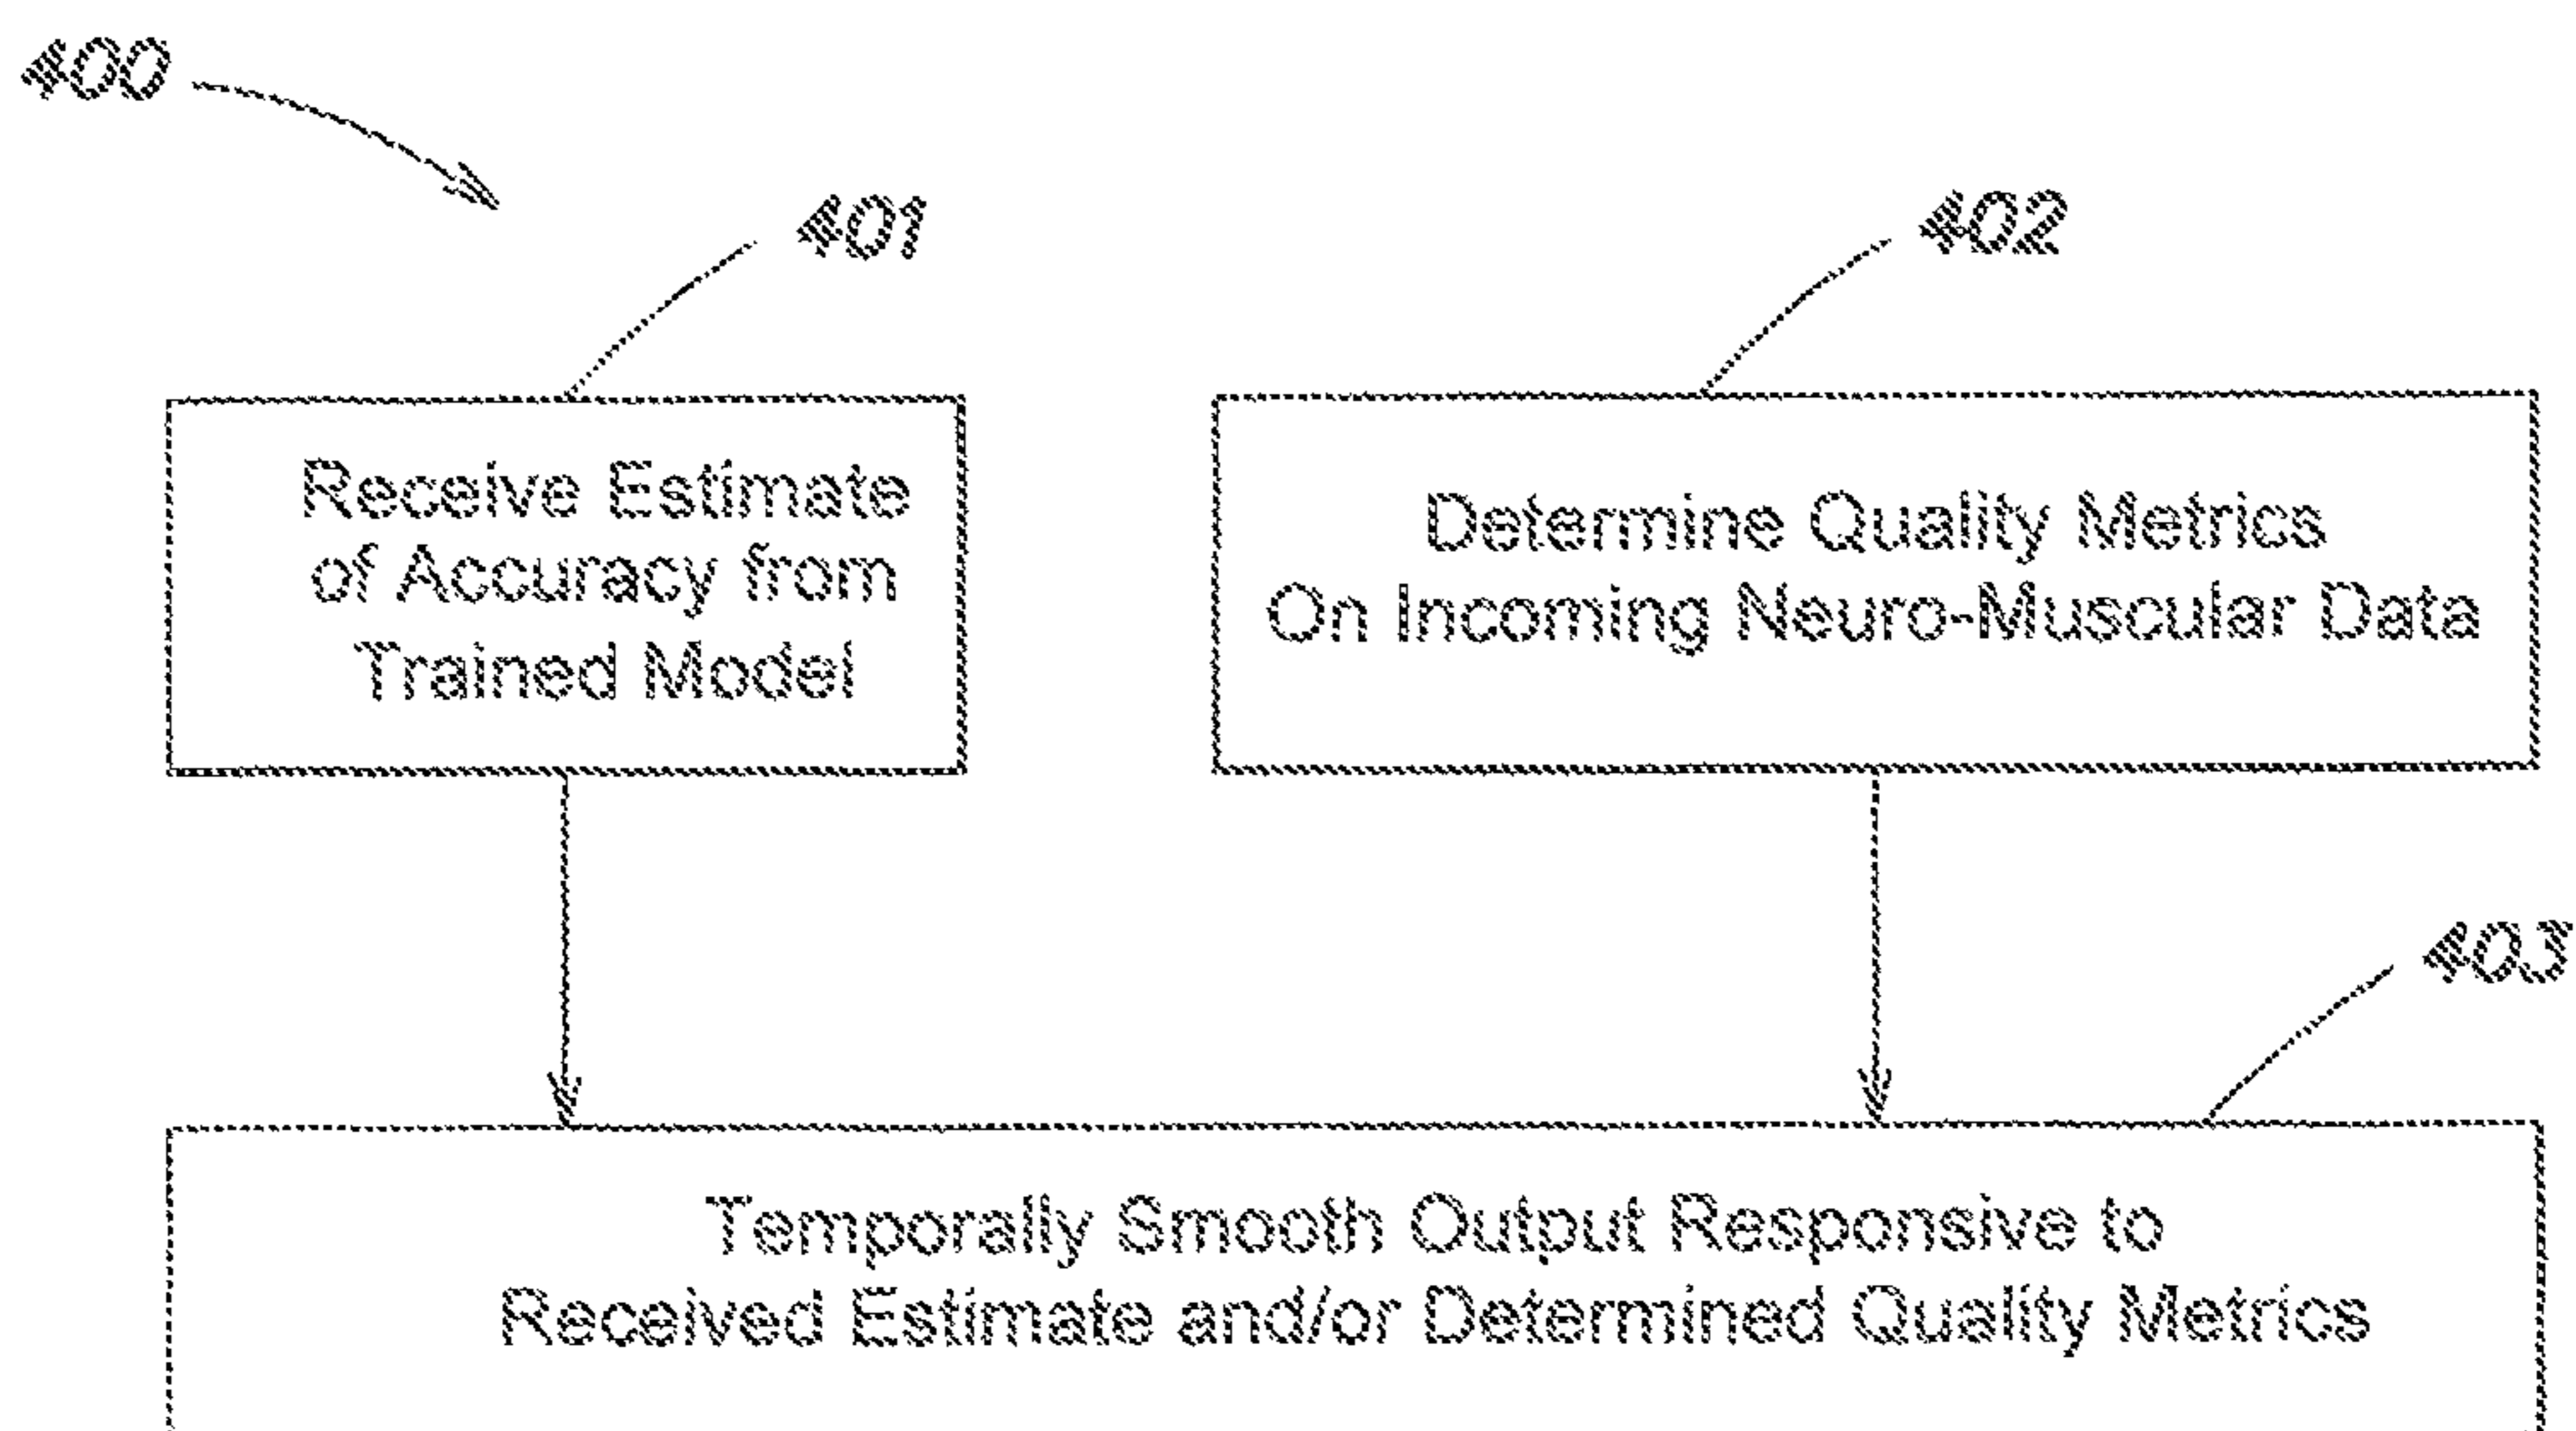 400
401
402
Receive Estimate
of Accuracy from
Trained Model
Determine Quality Metrics
On Incoming Neuro-Muscular Data
403
Temporally Smooth Output Responsive to
Received Estimate and/or Determined Quality Metrics